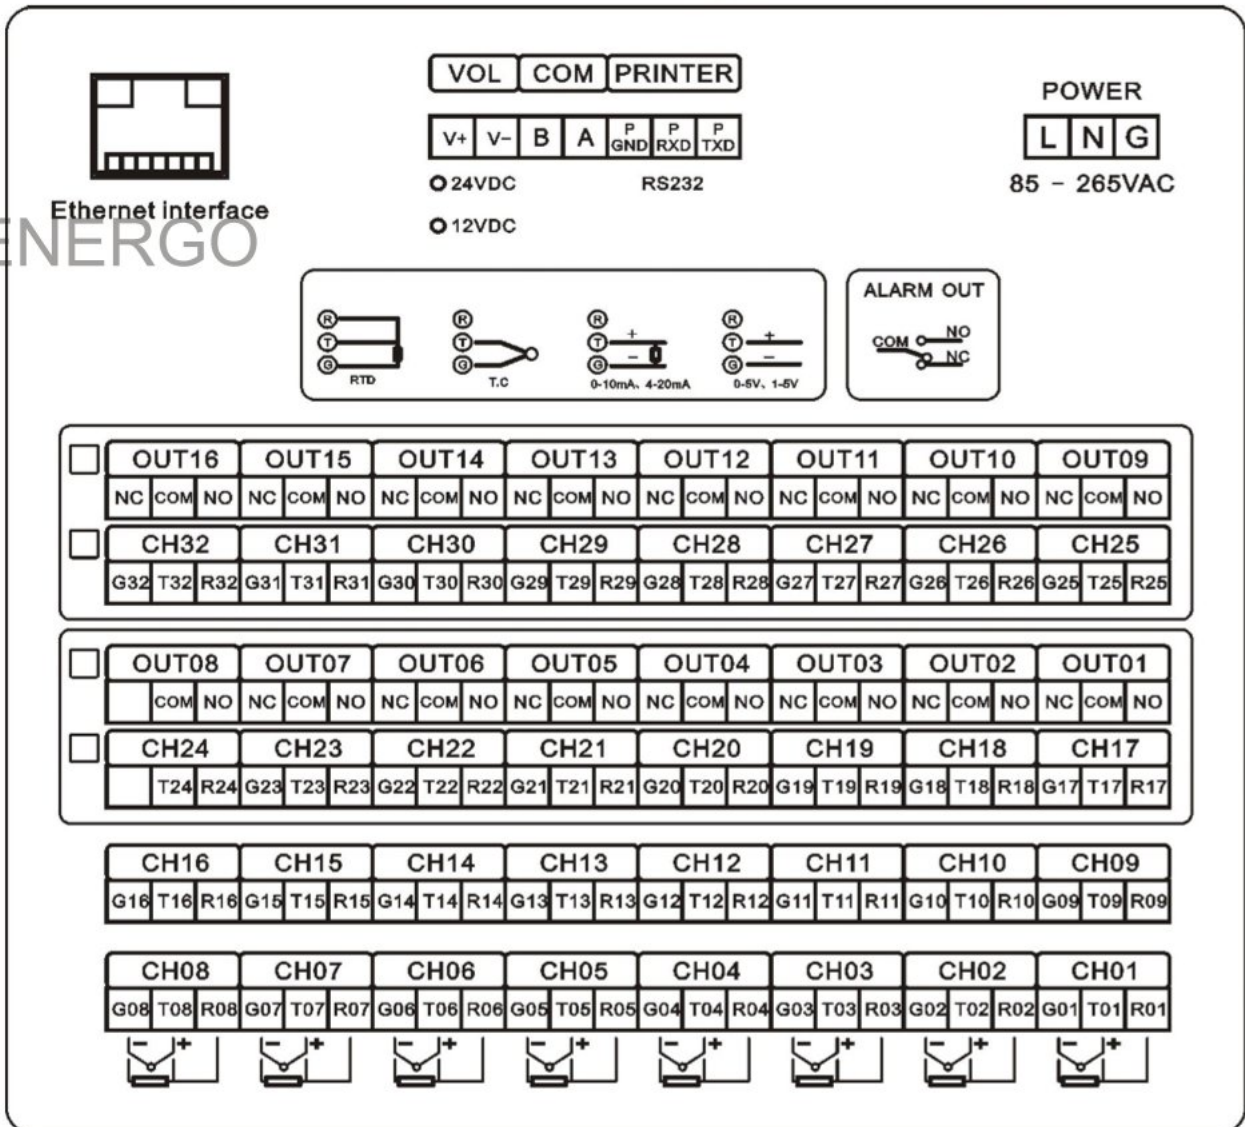 VOL COM PRINTER
POWER
V+ V- B A P GND P RXD P TXD
L N G
24VDC RS232
85 - 265VAC
Ethernet interface
12VDC
ENERGO
ALARM OUT
R R R R
T T T + T +
G G G - G -
RTD T.C 0-10mA、4-20mA 0-5V、1-5V
COM NO
NC
OUT16 OUT15 OUT14 OUT13 OUT12 OUT11 OUT10 OUT09
NC COM NO NC COM NO NC COM NO NC COM NO NC COM NO NC COM NO NC COM NO NC COM NO
CH32 CH31 CH30 CH29 CH28 CH27 CH26 CH25
G32 T32 R32 G31 T31 R31 G30 T30 R30 G29 T29 R29 G28 T28 R28 G27 T27 R27 G26 T26 R26 G25 T25 R25
OUT08 OUT07 OUT06 OUT05 OUT04 OUT03 OUT02 OUT01
COM NO NC COM NO NC COM NO NC COM NO NC COM NO NC COM NO NC COM NO NC COM NO
CH24 CH23 CH22 CH21 CH20 CH19 CH18 CH17
T24 R24 G23 T23 R23 G22 T22 R22 G21 T21 R21 G20 T20 R20 G19 T19 R19 G18 T18 R18 G17 T17 R17
CH16 CH15 CH14 CH13 CH12 CH11 CH10 CH09
G16 T16 R16 G15 T15 R15 G14 T14 R14 G13 T13 R13 G12 T12 R12 G11 T11 R11 G10 T10 R10 G09 T09 R09
CH08 CH07 CH06 CH05 CH04 CH03 CH02 CH01
G08 T08 R08 G07 T07 R07 G06 T06 R06 G05 T05 R05 G04 T04 R04 G03 T03 R03 G02 T02 R02 G01 T01 R01
- + - + - + - + - + - + - + - +